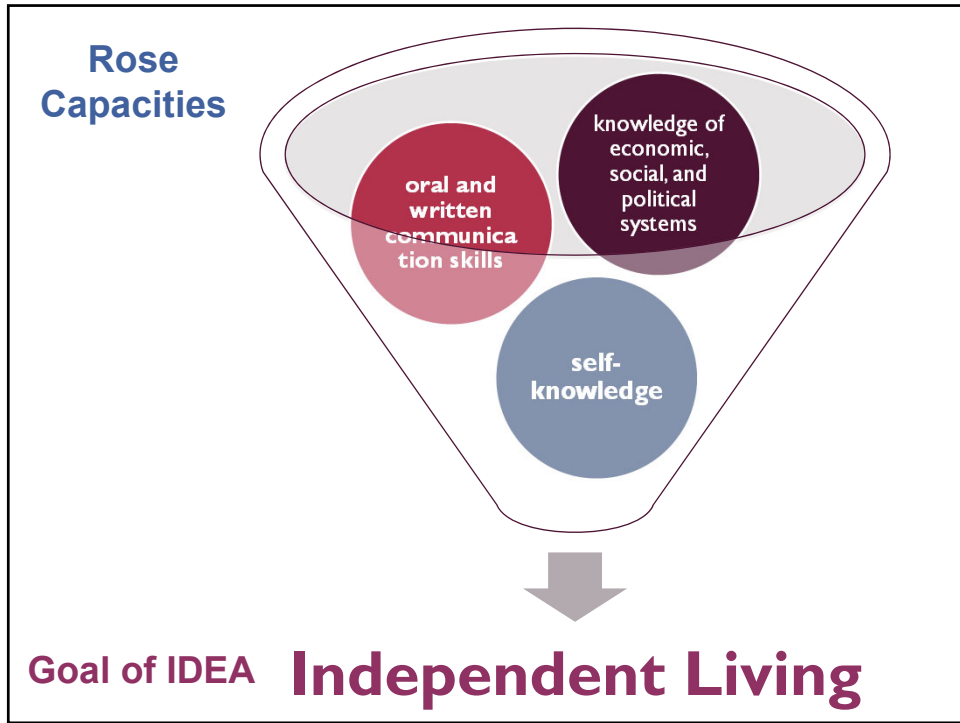 Rose
Capacities
knowledge of
economic,
social, and
political
systems
oral and
written
communica
tion skills
self-
knowledge
Goal of IDEA Independent Living